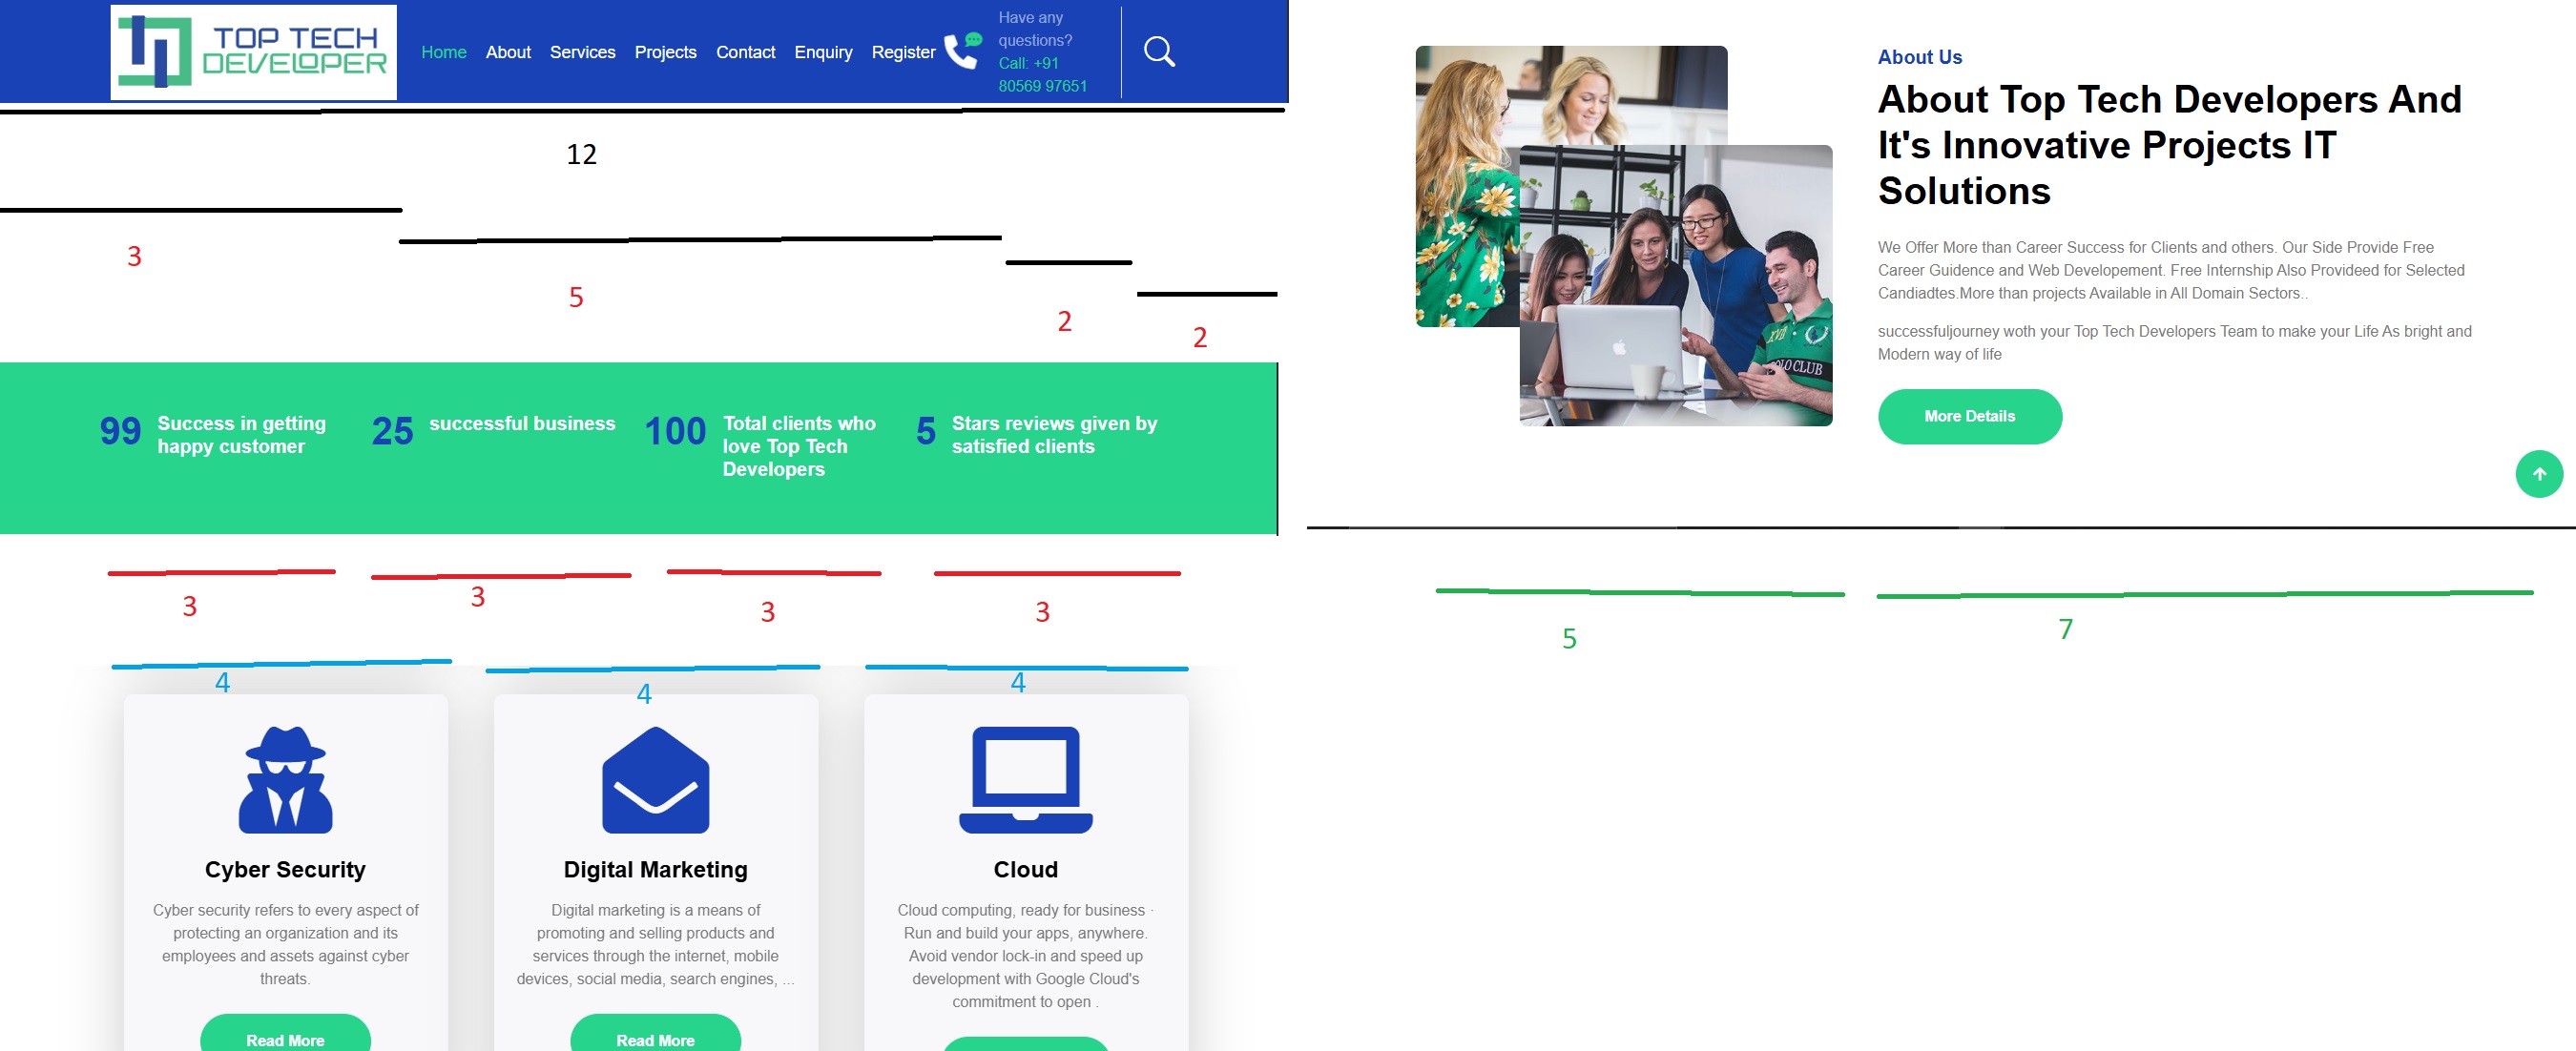 TOP TECH
DEVELOPER
Home About Services Projects Contact Enquiry Register
Have any
questions?
Call: +91
80569 97651
12
3
5
2
2
99 Success in getting
happy customer
25 successful business
100 Total clients who
love Top Tech
Developers
5 Stars reviews given by
satisfied clients
3
3
3
3
4
4
4
Cyber Security
Cyber security refers to every aspect of
protecting an organization and its
employees and assets against cyber
threats.
Read More
Digital Marketing
Digital marketing is a means of
promoting and selling products and
services through the internet, mobile
devices, social media, search engines, ...
Read More
Cloud
Cloud computing, ready for business ·
Run and build your apps, anywhere.
Avoid vendor lock-in and speed up
development with Google Cloud's
commitment to open .
About Us
About Top Tech Developers And
It's Innovative Projects IT
Solutions
We Offer More than Career Success for Clients and others. Our Side Provide Free
Career Guidence and Web Developement. Free Internship Also Provideed for Selected
Candiadtes.More than projects Available in All Domain Sectors..
successfuljourney woth your Top Tech Developers Team to make your Life As bright and
Modern way of life
More Details
5
7